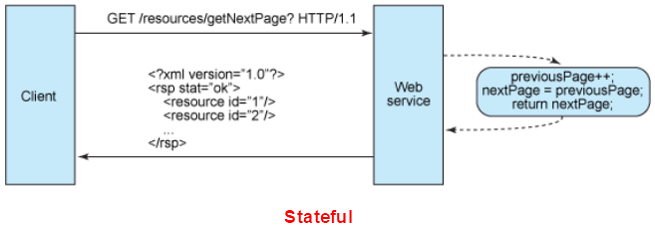 GET /resources/getNextPage? HTTP/1.1
Client
<?xml version="1.0"?>
<rsp stat="ok">
<resource id="1"/>
<resource id="2"/>
...
</rsp>
Web
service
previousPage++;
nextPage = previousPage;
return nextPage;
Stateful